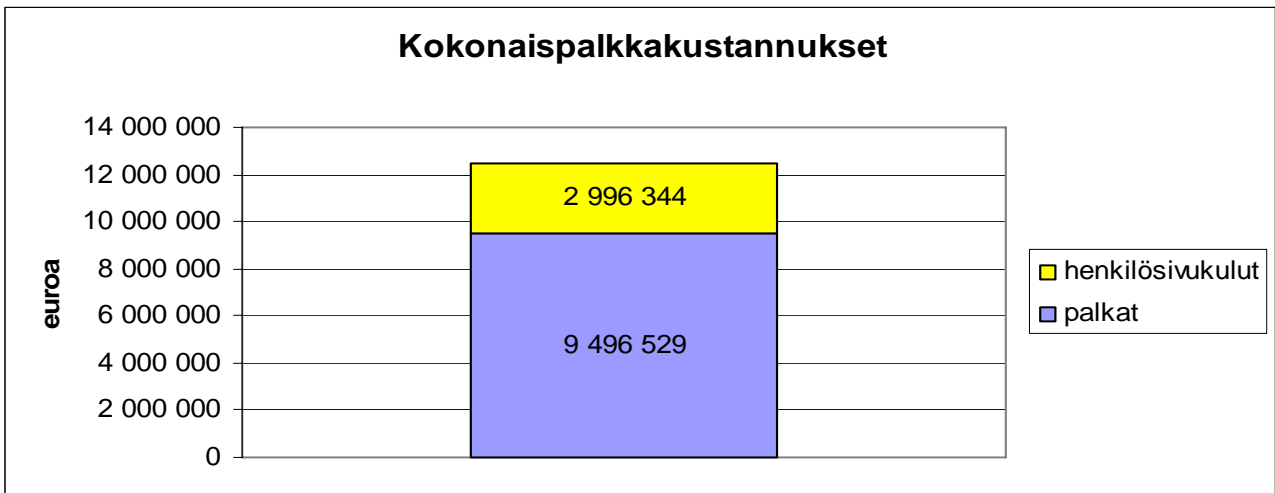 Kokonaispalkkakustannukset
14 000 000
12 000 000
10 000 000
8 000 000
6 000 000
4 000 000
2 000 000
0
euroa
2 996 344
9 496 529
henkilösivukulut
palkat